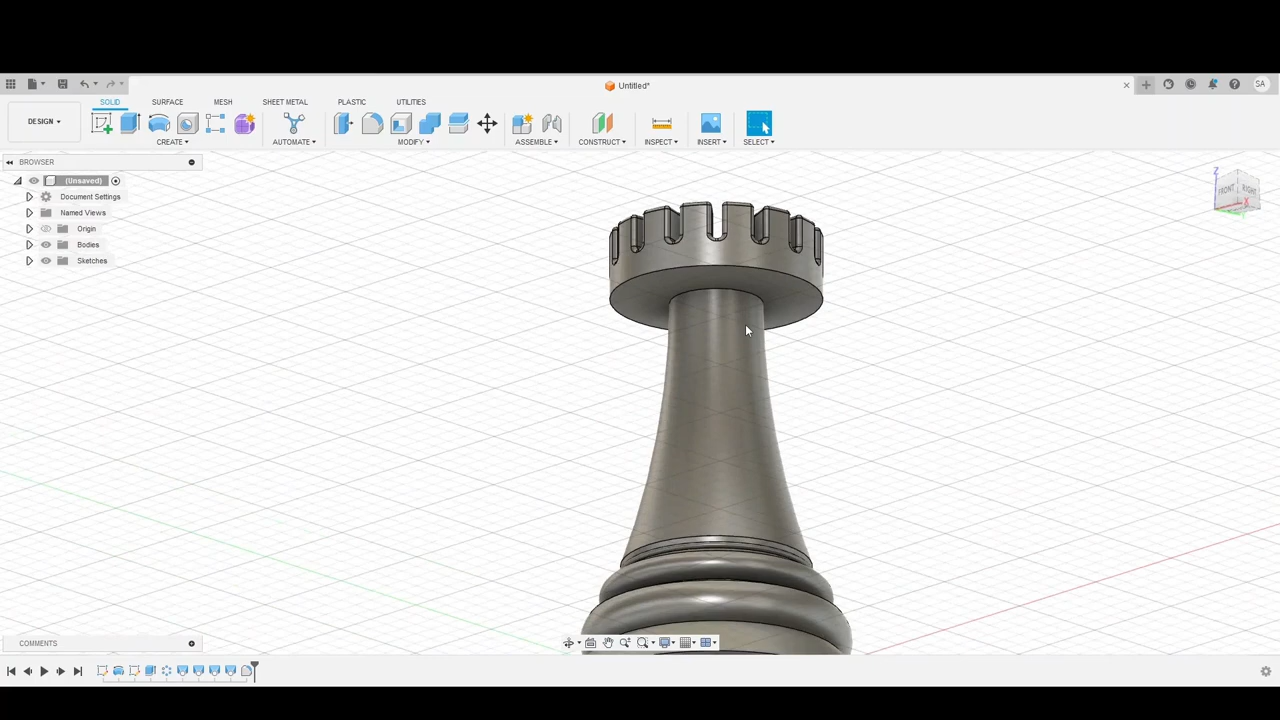 Untitled*
SA
DESIGN
SOLID
SURFACE
MESH
SHEET METAL
PLASTIC
UTILITIES
CREATE
AUTOMATE
MODIFY
ASSEMBLE
CONSTRUCT
INSPECT
INSERT
SELECT
BROWSER
(Unsaved)
Document Settings
Named Views
Origin
Bodies
Sketches
Z
FRONT
RIGHT
X
COMMENTS